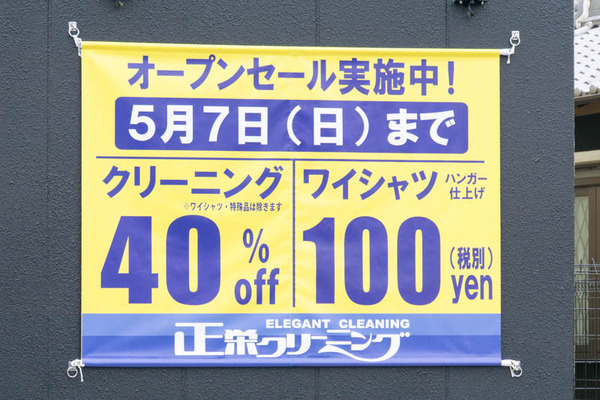 オープンセール実施中!
5月7日(日)まで
クリーニング
※ワイシャツ・特殊品は除きます
40%off
ワイシャツ ハンガー仕上げ
100yen(税別)
ELEGANT CLEANING
正栄クリーニング